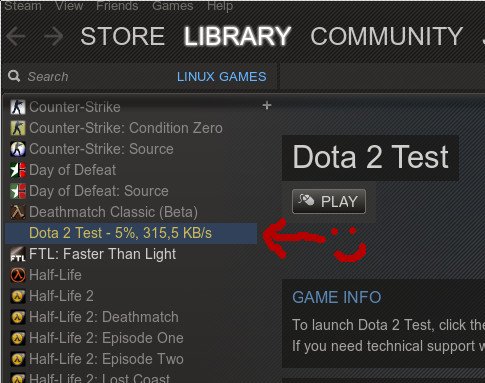 Steam View Friends Games Help
STORE LIBRARY COMMUNITY
Search LINUX GAMES
Counter-Strike +
Counter-Strike: Condition Zero
Counter-Strike: Source
Day of Defeat
Day of Defeat: Source
Deathmatch Classic (Beta)
Dota 2 Test - 5%, 315,5 KB/s
FTL FTL: Faster Than Light
Half-Life
Half-Life 2
Half-Life 2: Deathmatch
Half-Life 2: Episode One
Half-Life 2: Episode Two
Half-Life 2: Lost Coast
Dota 2 Test
PLAY
GAME INFO
To launch Dota 2 Test, click the
If you need technical support w